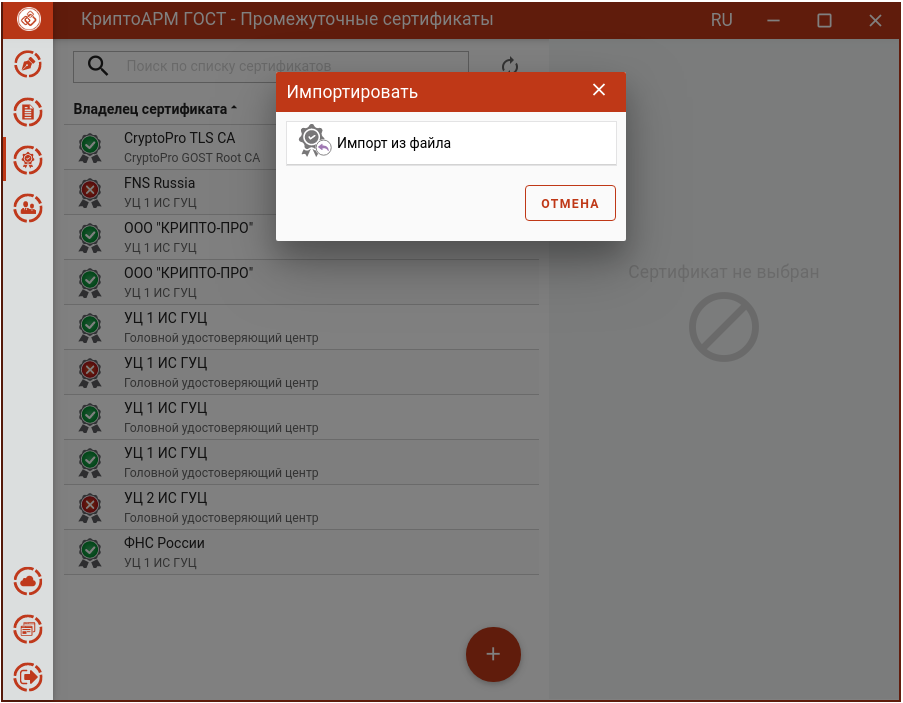 КриптоАРМ ГОСТ - Промежуточные сертификаты
RU
Поиск по списку сертификатов
Импортировать
Импорт из файла
ОТМЕНА
Владелец сертификата
CryptoPro TLS CA
CryptoPro GOST Root CA
FNS Russia
УЦ 1 ИС ГУЦ
ООО "КРИПТО-ПРО"
УЦ 1 ИС ГУЦ
ООО "КРИПТО-ПРО"
УЦ 1 ИС ГУЦ
УЦ 1 ИС ГУЦ
Головной удостоверяющий центр
УЦ 1 ИС ГУЦ
Головной удостоверяющий центр
УЦ 1 ИС ГУЦ
Головной удостоверяющий центр
УЦ 1 ИС ГУЦ
Головной удостоверяющий центр
УЦ 2 ИС ГУЦ
Головной удостоверяющий центр
ФНС России
УЦ 1 ИС ГУЦ
Сертификат не выбран